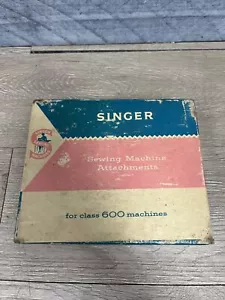 SINGER
Sewing Machine
Attachments
for class 600 machines